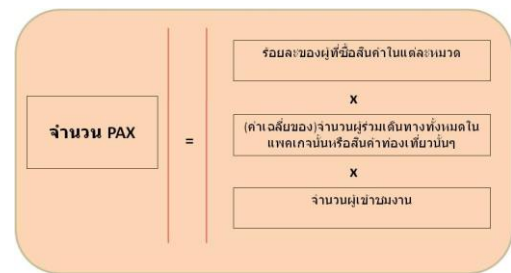 ร้อยละของผู้ที่ซื้อสินค้าในแต่ละหมวด
x
จำนวน PAX
=
(ค่าเฉลี่ยของ)จำนวนผู้ร่วมเดินทางทั้งหมดใน
แพคเกจนั้นหรือสินค้าท่องเที่ยวนั้นๆ
x
จำนวนผู้เข้าชมงาน